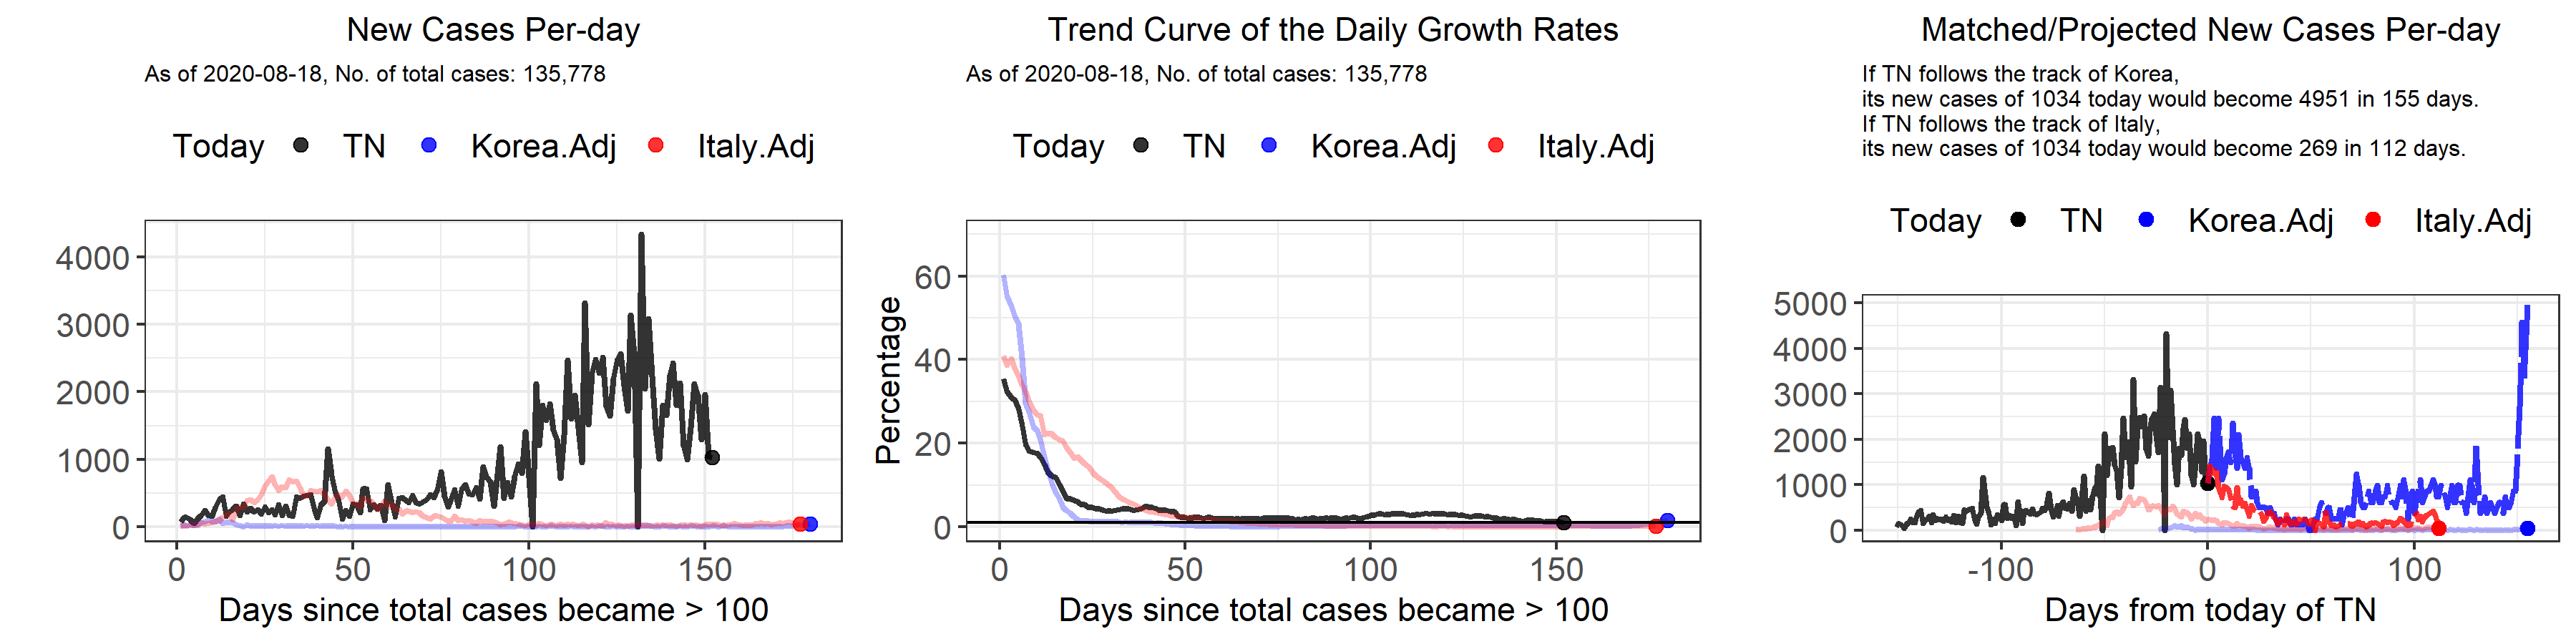 New Cases Per-day
As of 2020-08-18, No. of total cases: 135,778
Today TN Korea.Adj Italy.Adj
4000
3000
2000
1000
0
0 50 100 150
Days since total cases became > 100
Trend Curve of the Daily Growth Rates
As of 2020-08-18, No. of total cases: 135,778
Today TN Korea.Adj Italy.Adj
Percentage
60
40
20
0
0 50 100 150
Days since total cases became > 100
Matched/Projected New Cases Per-day
If TN follows the track of Korea,
its new cases of 1034 today would become 4951 in 155 days.
If TN follows the track of Italy,
its new cases of 1034 today would become 269 in 112 days.
Today TN Korea.Adj Italy.Adj
5000
4000
3000
2000
1000
0
-100 0 100
Days from today of TN